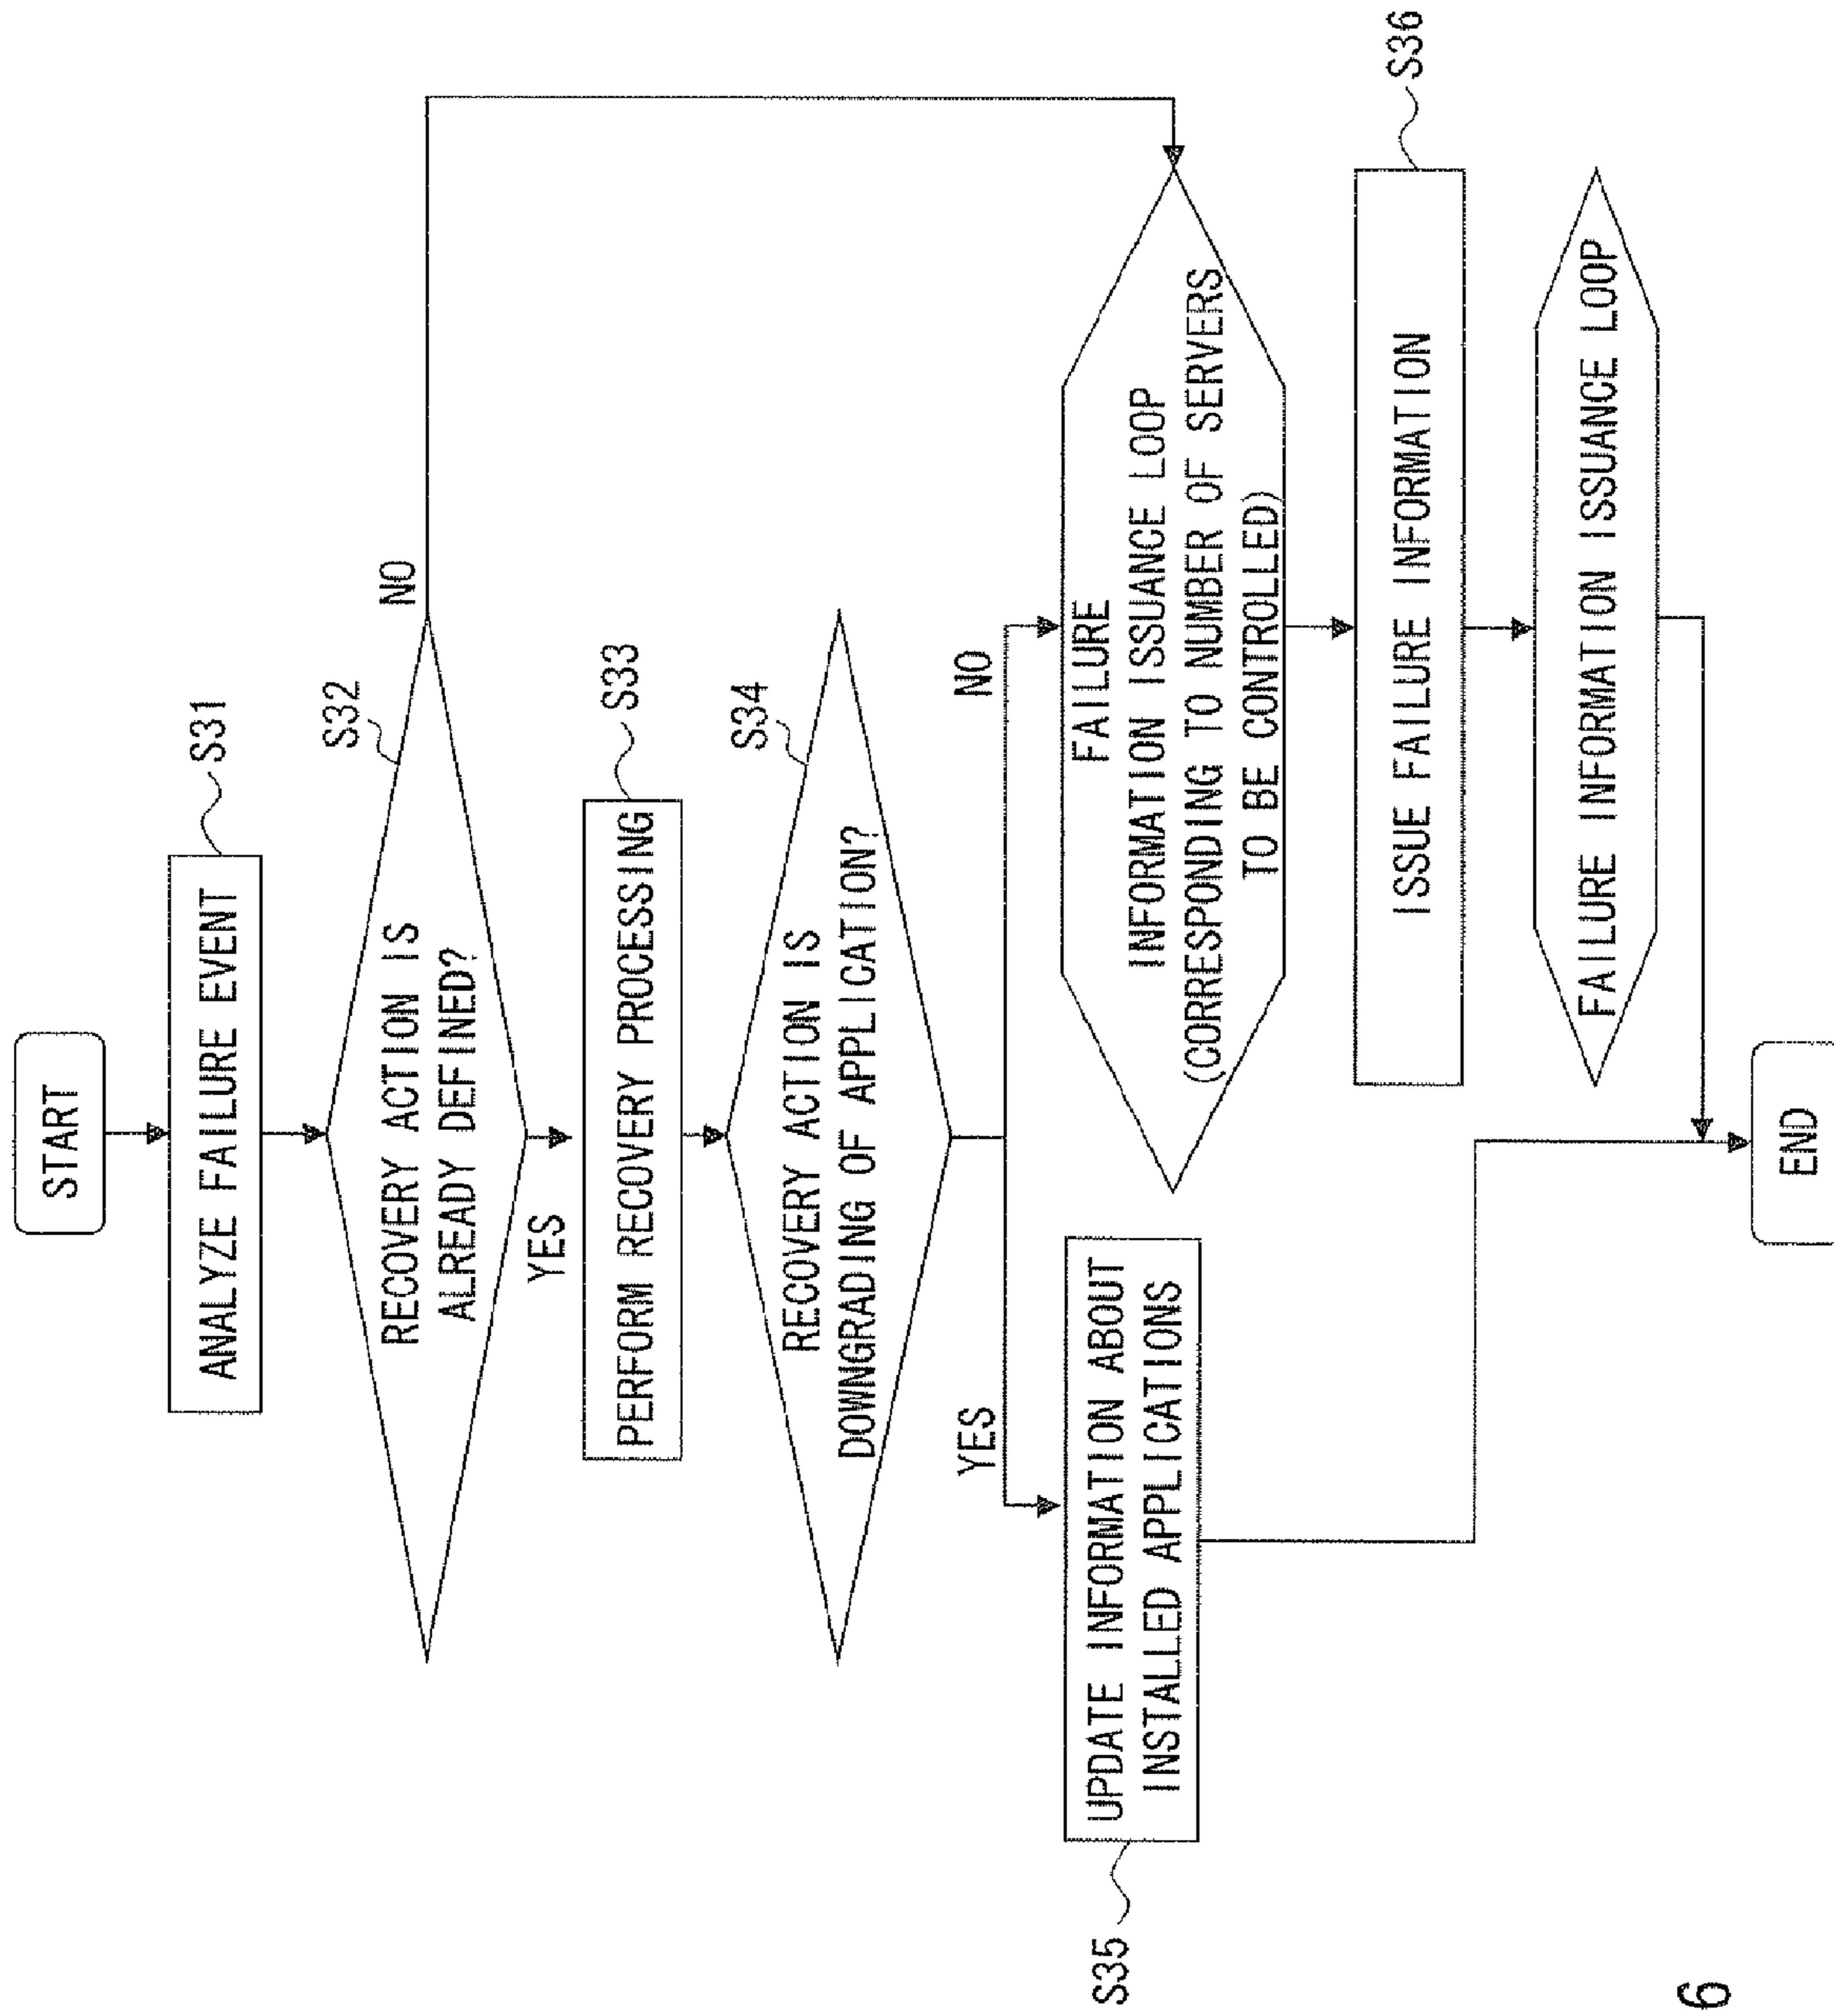 START
ANALYZE FAILURE EVENT
S31
RECOVERY ACTION IS
ALREADY DEFINED?
S32
NO
YES
PERFORM RECOVERY PROCESSING
S33
RECOVERY ACTION IS
DOWNGRADING OF APPLICATION?
S34
YES
NO
UPDATE INFORMATION ABOUT
INSTALLED APPLICATIONS
S35
FAILURE
INFORMATION ISSUANCE LOOP
(CORRESPONDING TO NUMBER OF SERVERS
TO BE CONTROLLED)
ISSUE FAILURE INFORMATION
S36
FAILURE INFORMATION ISSUANCE LOOP
END